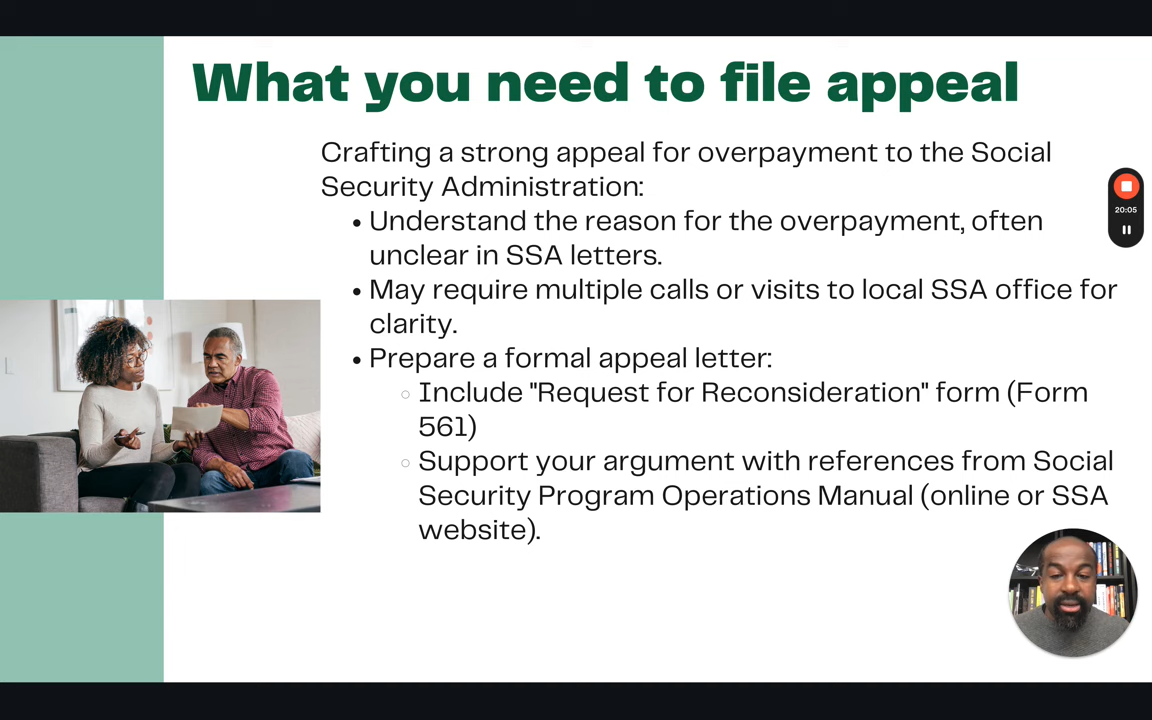 What you need to file appeal
Crafting a strong appeal for overpayment to the Social
Security Administration:
• Understand the reason for the overpayment, often
unclear in SSA letters.
• May require multiple calls or visits to local SSA office for
clarity.
• Prepare a formal appeal letter:
○ Include "Request for Reconsideration" form (Form
561)
○ Support your argument with references from Social
Security Program Operations Manual (online or SSA
website).
20:05